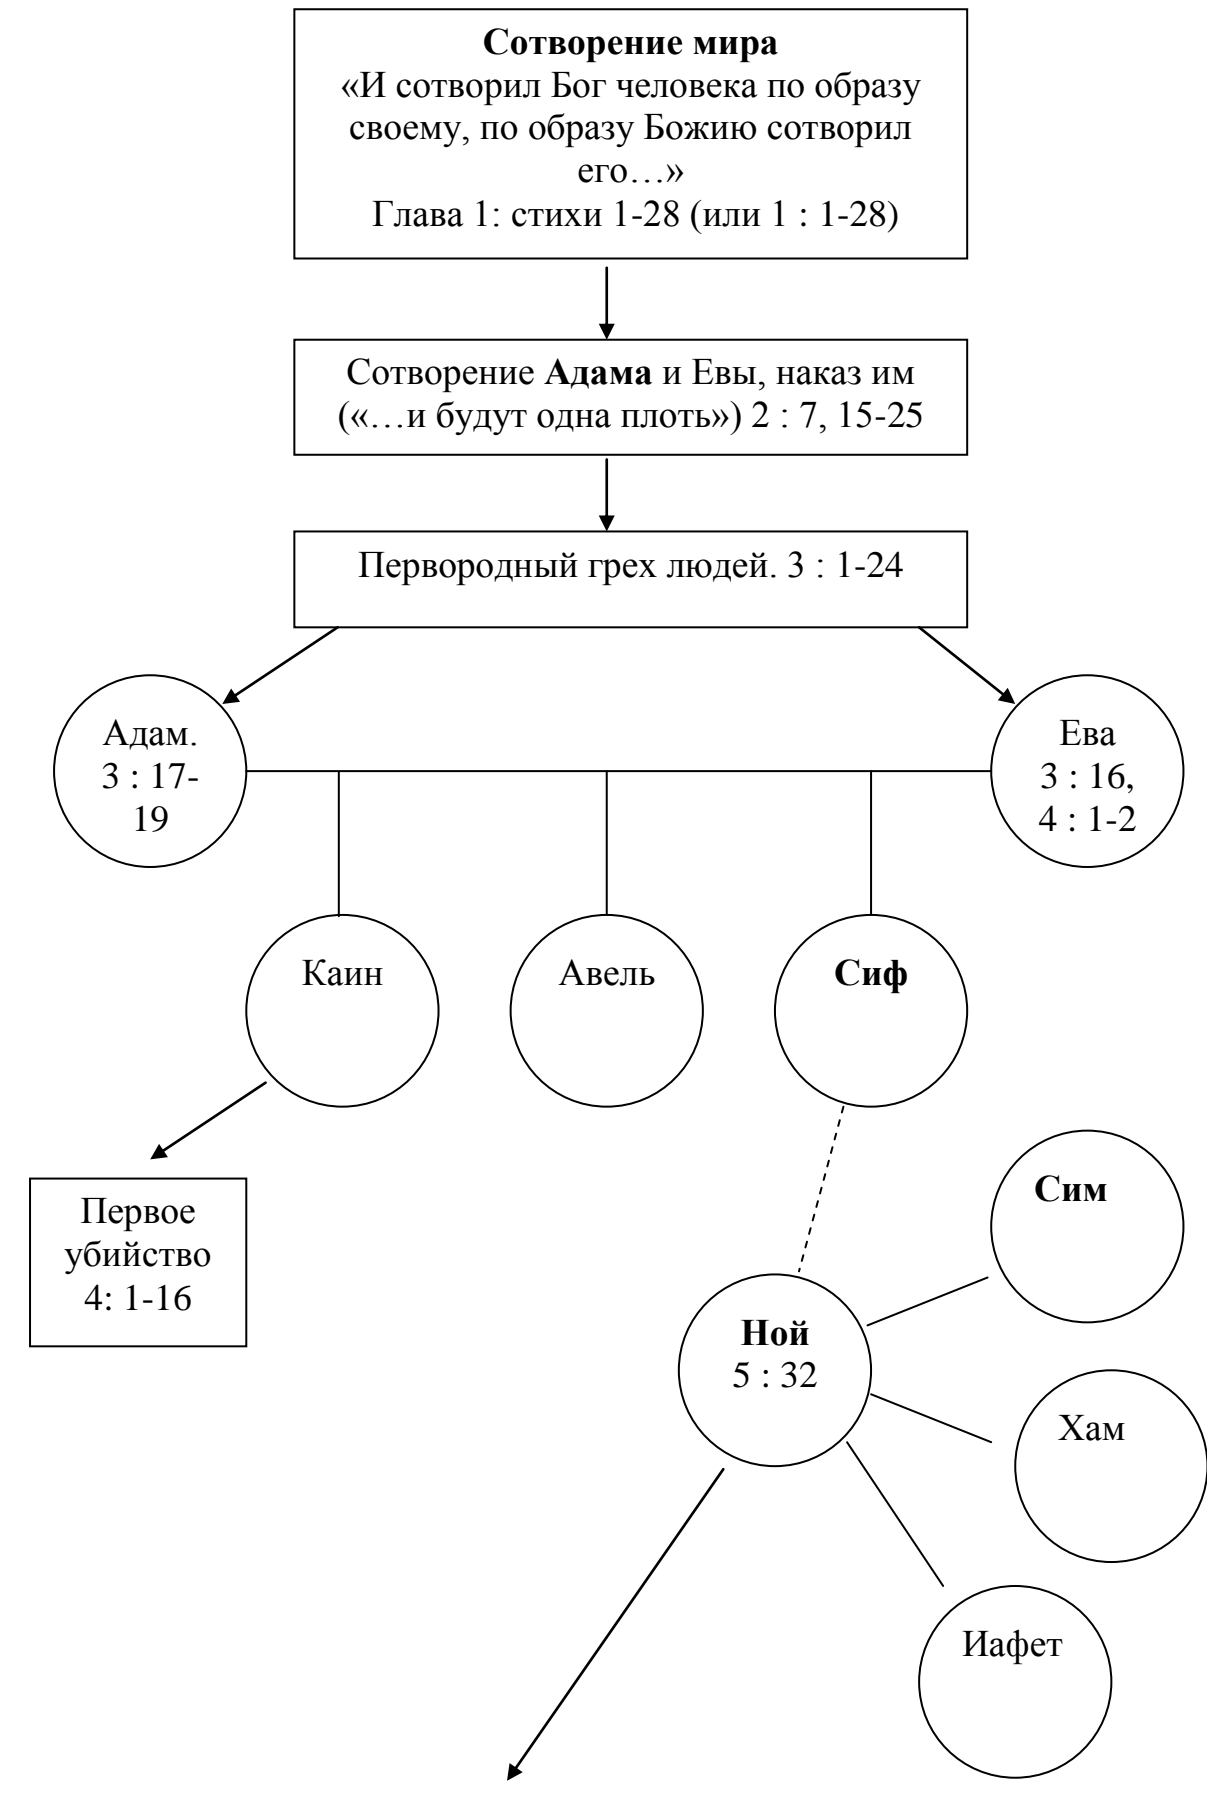 Сотворение мира
«И сотворил Бог человека по образу
своему, по образу Божию сотворил
его…»
Глава 1: стихи 1-28 (или 1 : 1-28)
Сотворение Адама и Евы, наказ им
(«…и будут одна плоть») 2 : 7, 15-25
Первородный грех людей. 3 : 1-24
Адам.
3 : 17-
19
Ева
3 : 16,
4 : 1-2
Каин
Авель
Сиф
Первое
убийство
4: 1-16
Сим
Ной
5 : 32
Хам
Иафет